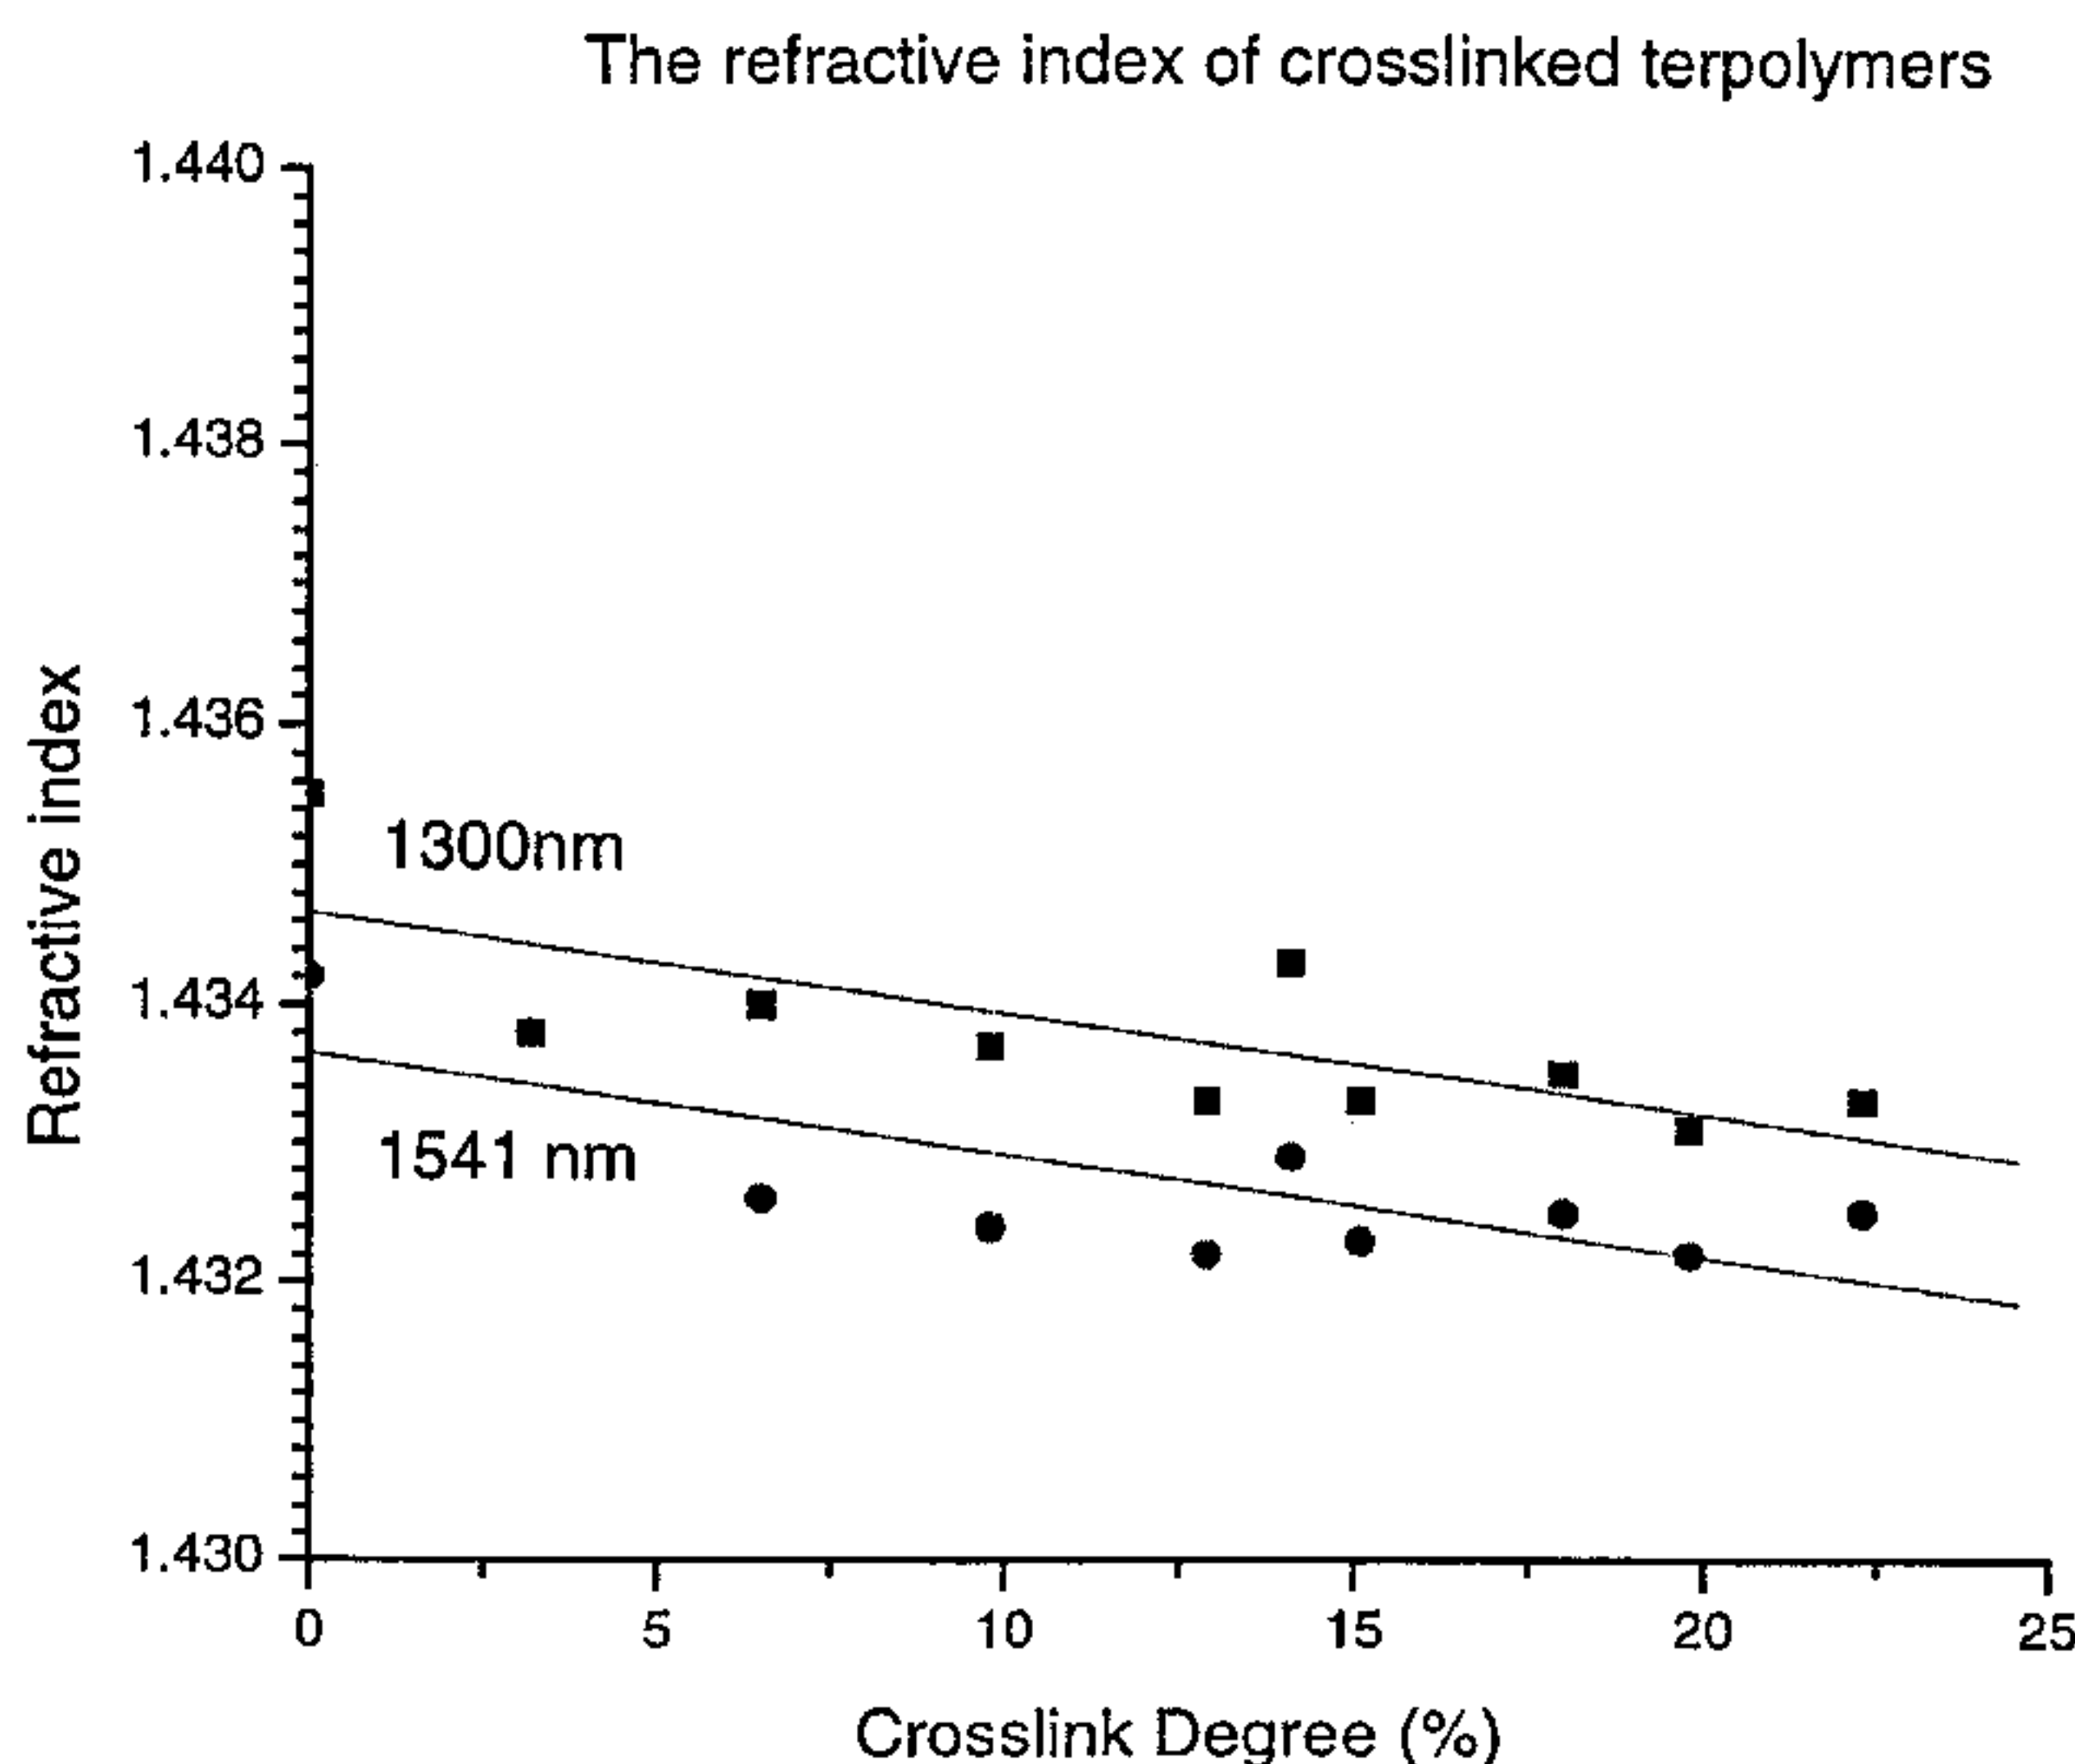 The refractive index of crosslinked terpolymers
1.440
1.438
1.436
1.434
1.432
1.430
Refractive index
1300nm
1541 nm
0 5 10 15 20 25
Crosslink Degree (%)